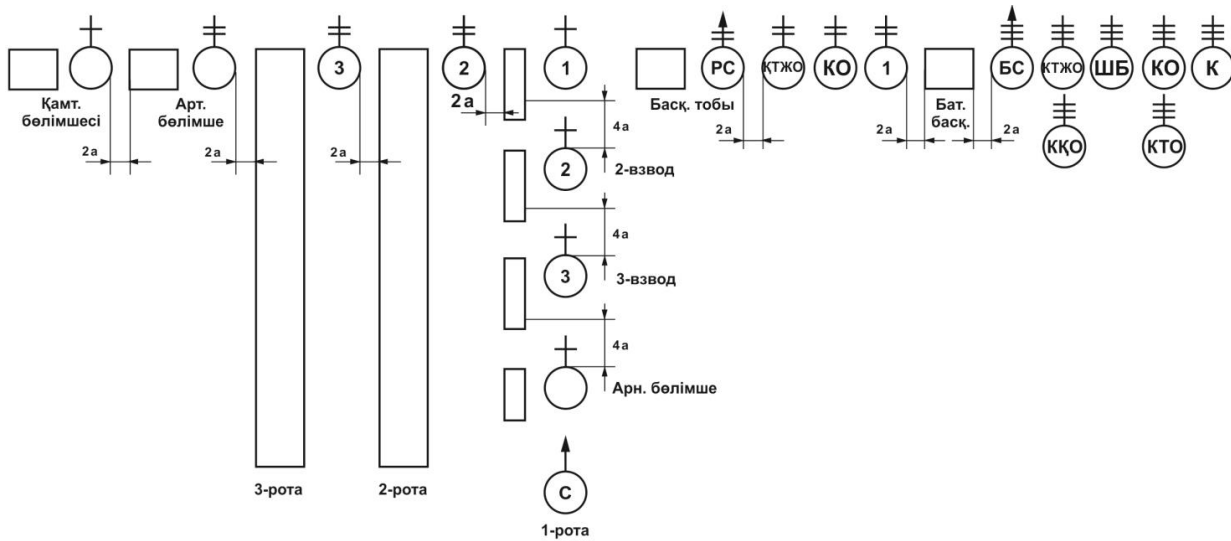 3
2
1
РС
ҚТЖО
КО
1
БС
КТЖО
ШБ
КО
К
Қамт.
бөлімшесі
Арт.
бөлімше
2а
Басқ. тобы
Бат.
басқ.
4а
2а
2а
2а
2а
2а
2а
2а
ККО
КТО
2
2-взвод
4а
3
3-взвод
4а
Арн. бөлімше
С
3-рота
2-рота
1-рота